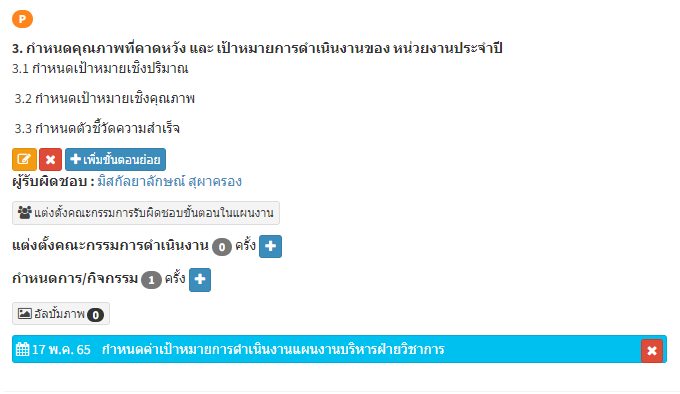 P
3. กำหนดคุณภาพที่คาดหวัง และ เป้าหมายการดำเนินงานของ หน่วยงานประจำปี
3.1 กำหนดเป้าหมายเชิงปริมาณ
3.2 กำหนดเป้าหมายเชิงคุณภาพ
3.3 กำหนดตัวชี้วัดความสำเร็จ
เพิ่มขั้นตอนย่อย
ผู้รับผิดชอบ : มิสกัลยาลักษณ์ สุผาครอง
แต่งตั้งคณะกรรมการรับผิดชอบขั้นตอนในแผนงาน
แต่งตั้งคณะกรรมการดำเนินงาน 0 ครั้ง
กำหนดการ/กิจกรรม 1 ครั้ง
อัลบั้มภาพ 0
17 พ.ค. 65 กำหนดค่าเป้าหมายการดำเนินงานแผนงานบริหารฝ่ายวิชาการ